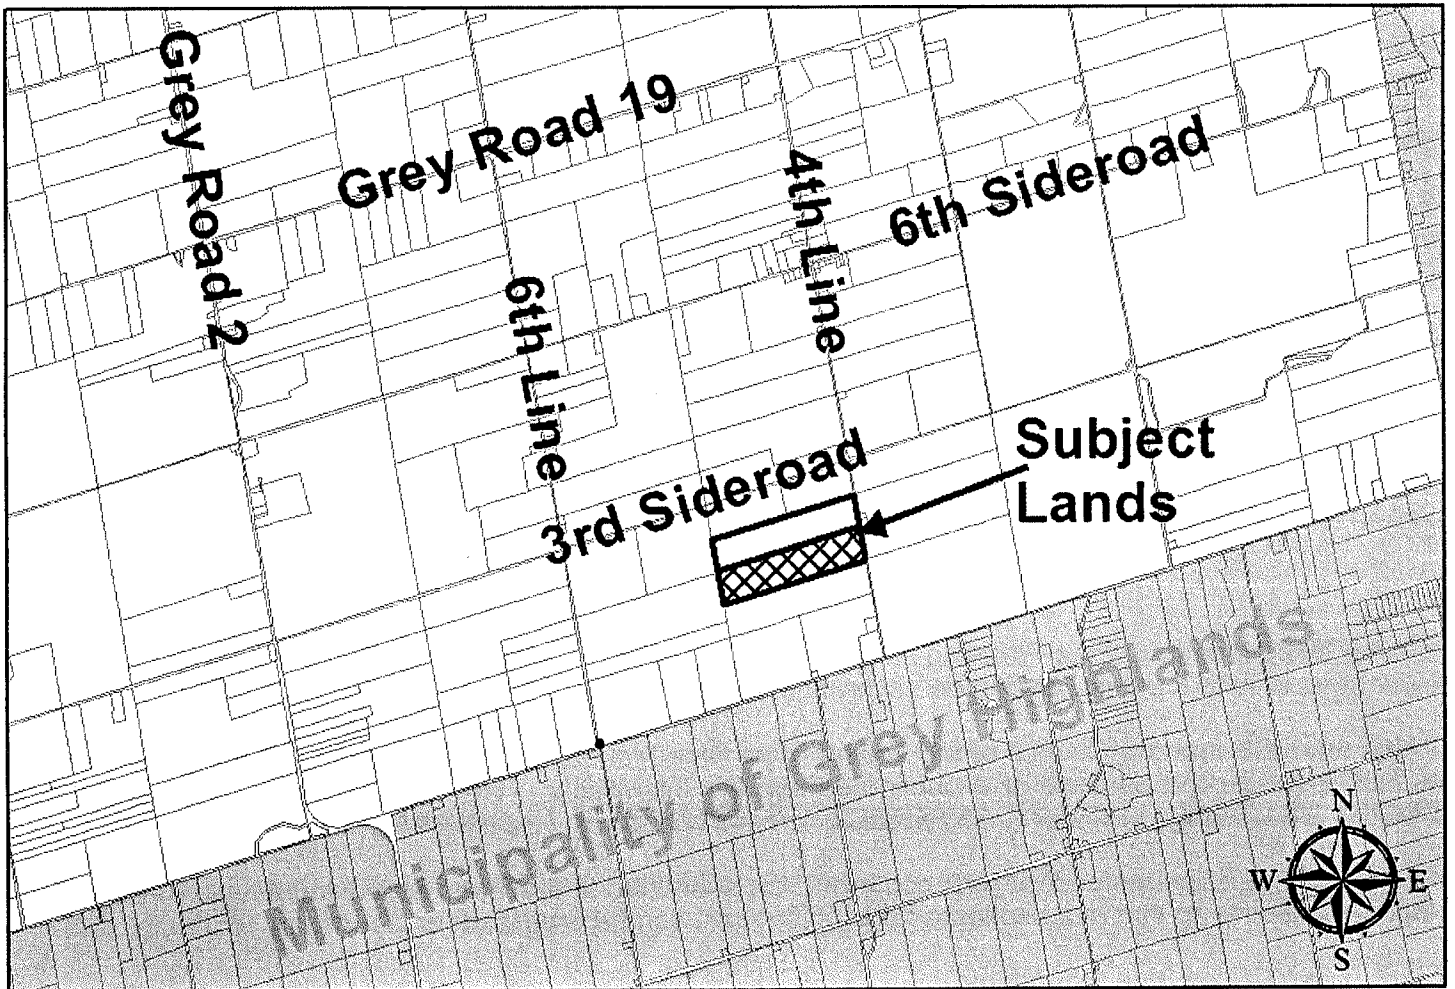 Grey Road 2
Grey Road 19
6th Line
4th Line
6th Sideroad
3rd Sideroad
Subject
Lands
Municipality of Grey Highlands
N
W
E
S